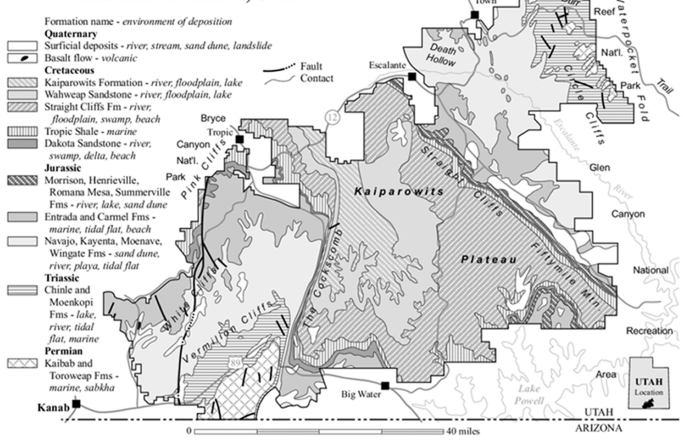 Formation name - environment of deposition
Quaternary
Surficial deposits - river, stream, sand dune, landslide
Basalt flow - volcanic
Cretaceous
Kaiparowits Formation - river, floodplain, lake
Wahweap Sandstone - river, floodplain, lake
Straight Cliffs Fm - river,
floodplain, swamp, beach
Tropic Shale - marine
Dakota Sandstone - river,
swamp, delta, beach
Jurassic
Morrison, Henrieville,
Romana Mesa, Summerville
Fms - river, lake, sand dune
Entrada and Carmel Fms -
marine, tidal flat, beach
Navajo, Kayenta, Moenave,
Wingate Fms - sand dune,
river, playa, tidal flat
Triassic
Chinle and
Moenkopi
Fms - lake,
river, tidal
flat, marine
Permian
Kaibab and
Toroweap Fms -
marine, sabkha
Fault
Contact
Town
Death
Hollow
Escalante
Bryce
Tropic
Canyon
Nat'l.
Park
Pink Cliffs
12
Reef
Nat'l.
Park
Waterpocket Fold
Burr
Trail
Circle Cliffs
Escalante
River
Glen
Canyon
National
Recreation
Area
Straight Cliffs
Kaiparowits
Plateau
Fiftymile Mtn
The Cockscomb
White Cliffs
Vermilion Cliffs
89
Kanab
Big Water
Lake
Powell
UTAH
Location
UTAH
ARIZONA
0
40 miles